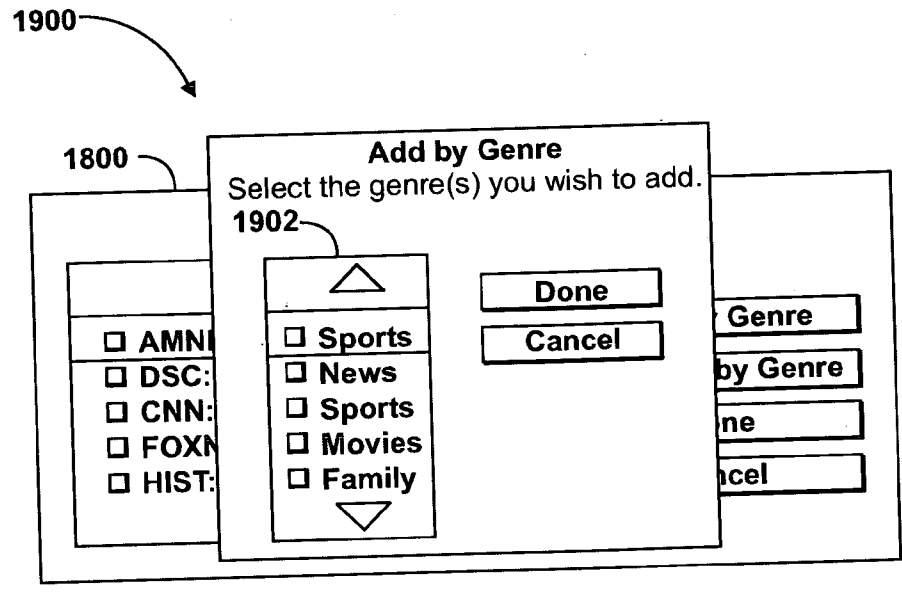 1900
1800
Add by Genre
Select the genre(s) you wish to add.
1902
Done
Cancel
Sports
News
Sports
Movies
Family
AMN
DSC:
CNN:
FOXN
HIST:
Genre
by Genre
ne
cel